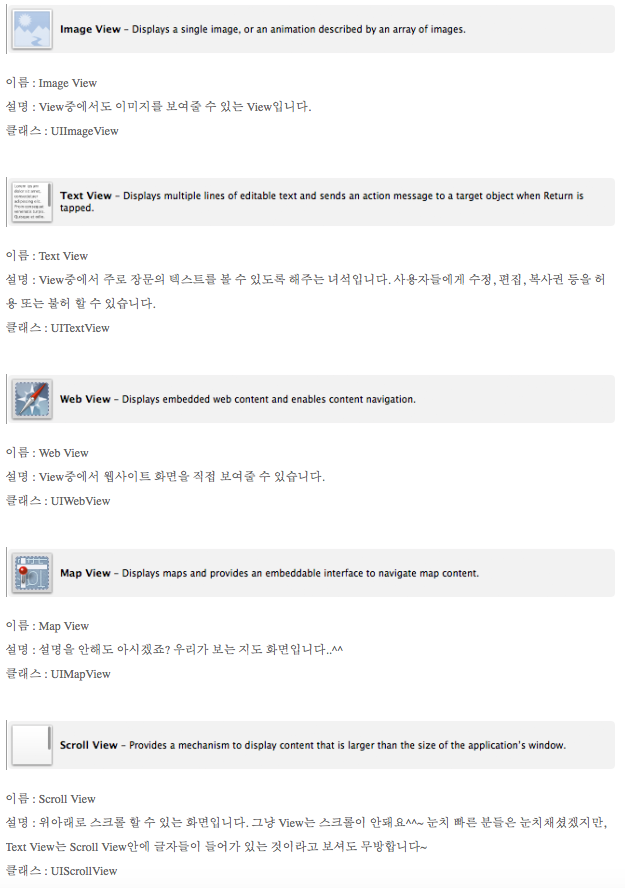 Image View – Displays a single image, or an animation described by an array of images.
이름 : Image View
설명 : View중에서도 이미지를 보여줄 수 있는 View입니다.
클래스 : UIImageView
Text View – Displays multiple lines of editable text and sends an action message to a target object when Return is
tapped.
이름 : Text View
설명 : View중에서 주로 장문의 텍스트를 볼 수 있도록 해주는 녀석입니다. 사용자들에게 수정, 편집, 복사권 등을 허
용 또는 불허 할 수 있습니다.
클래스 : UITextView
Web View – Displays embedded web content and enables content navigation.
이름 : Web View
설명 : View중에서 웹사이트 화면을 직접 보여줄 수 있습니다.
클래스 : UIWebView
Map View – Displays maps and provides an embeddable interface to navigate map content.
이름 : Map View
설명 : 설명을 안해도 아시겠죠? 우리가 보는 지도 화면입니다..^^
클래스 : UIMapView
Scroll View – Provides a mechanism to display content that is larger than the size of the application's window.
이름 : Scroll View
설명 : 위아래로 스크롤 할 수 있는 화면입니다. 그냥 View는 스크롤이 안돼요^^~ 눈치 빠른 분들은 눈치채셨겠지만,
Text View는 Scroll View안에 글자들이 들어가 있는 것이라고 보셔도 무방합니다~
클래스 : UIScrollView